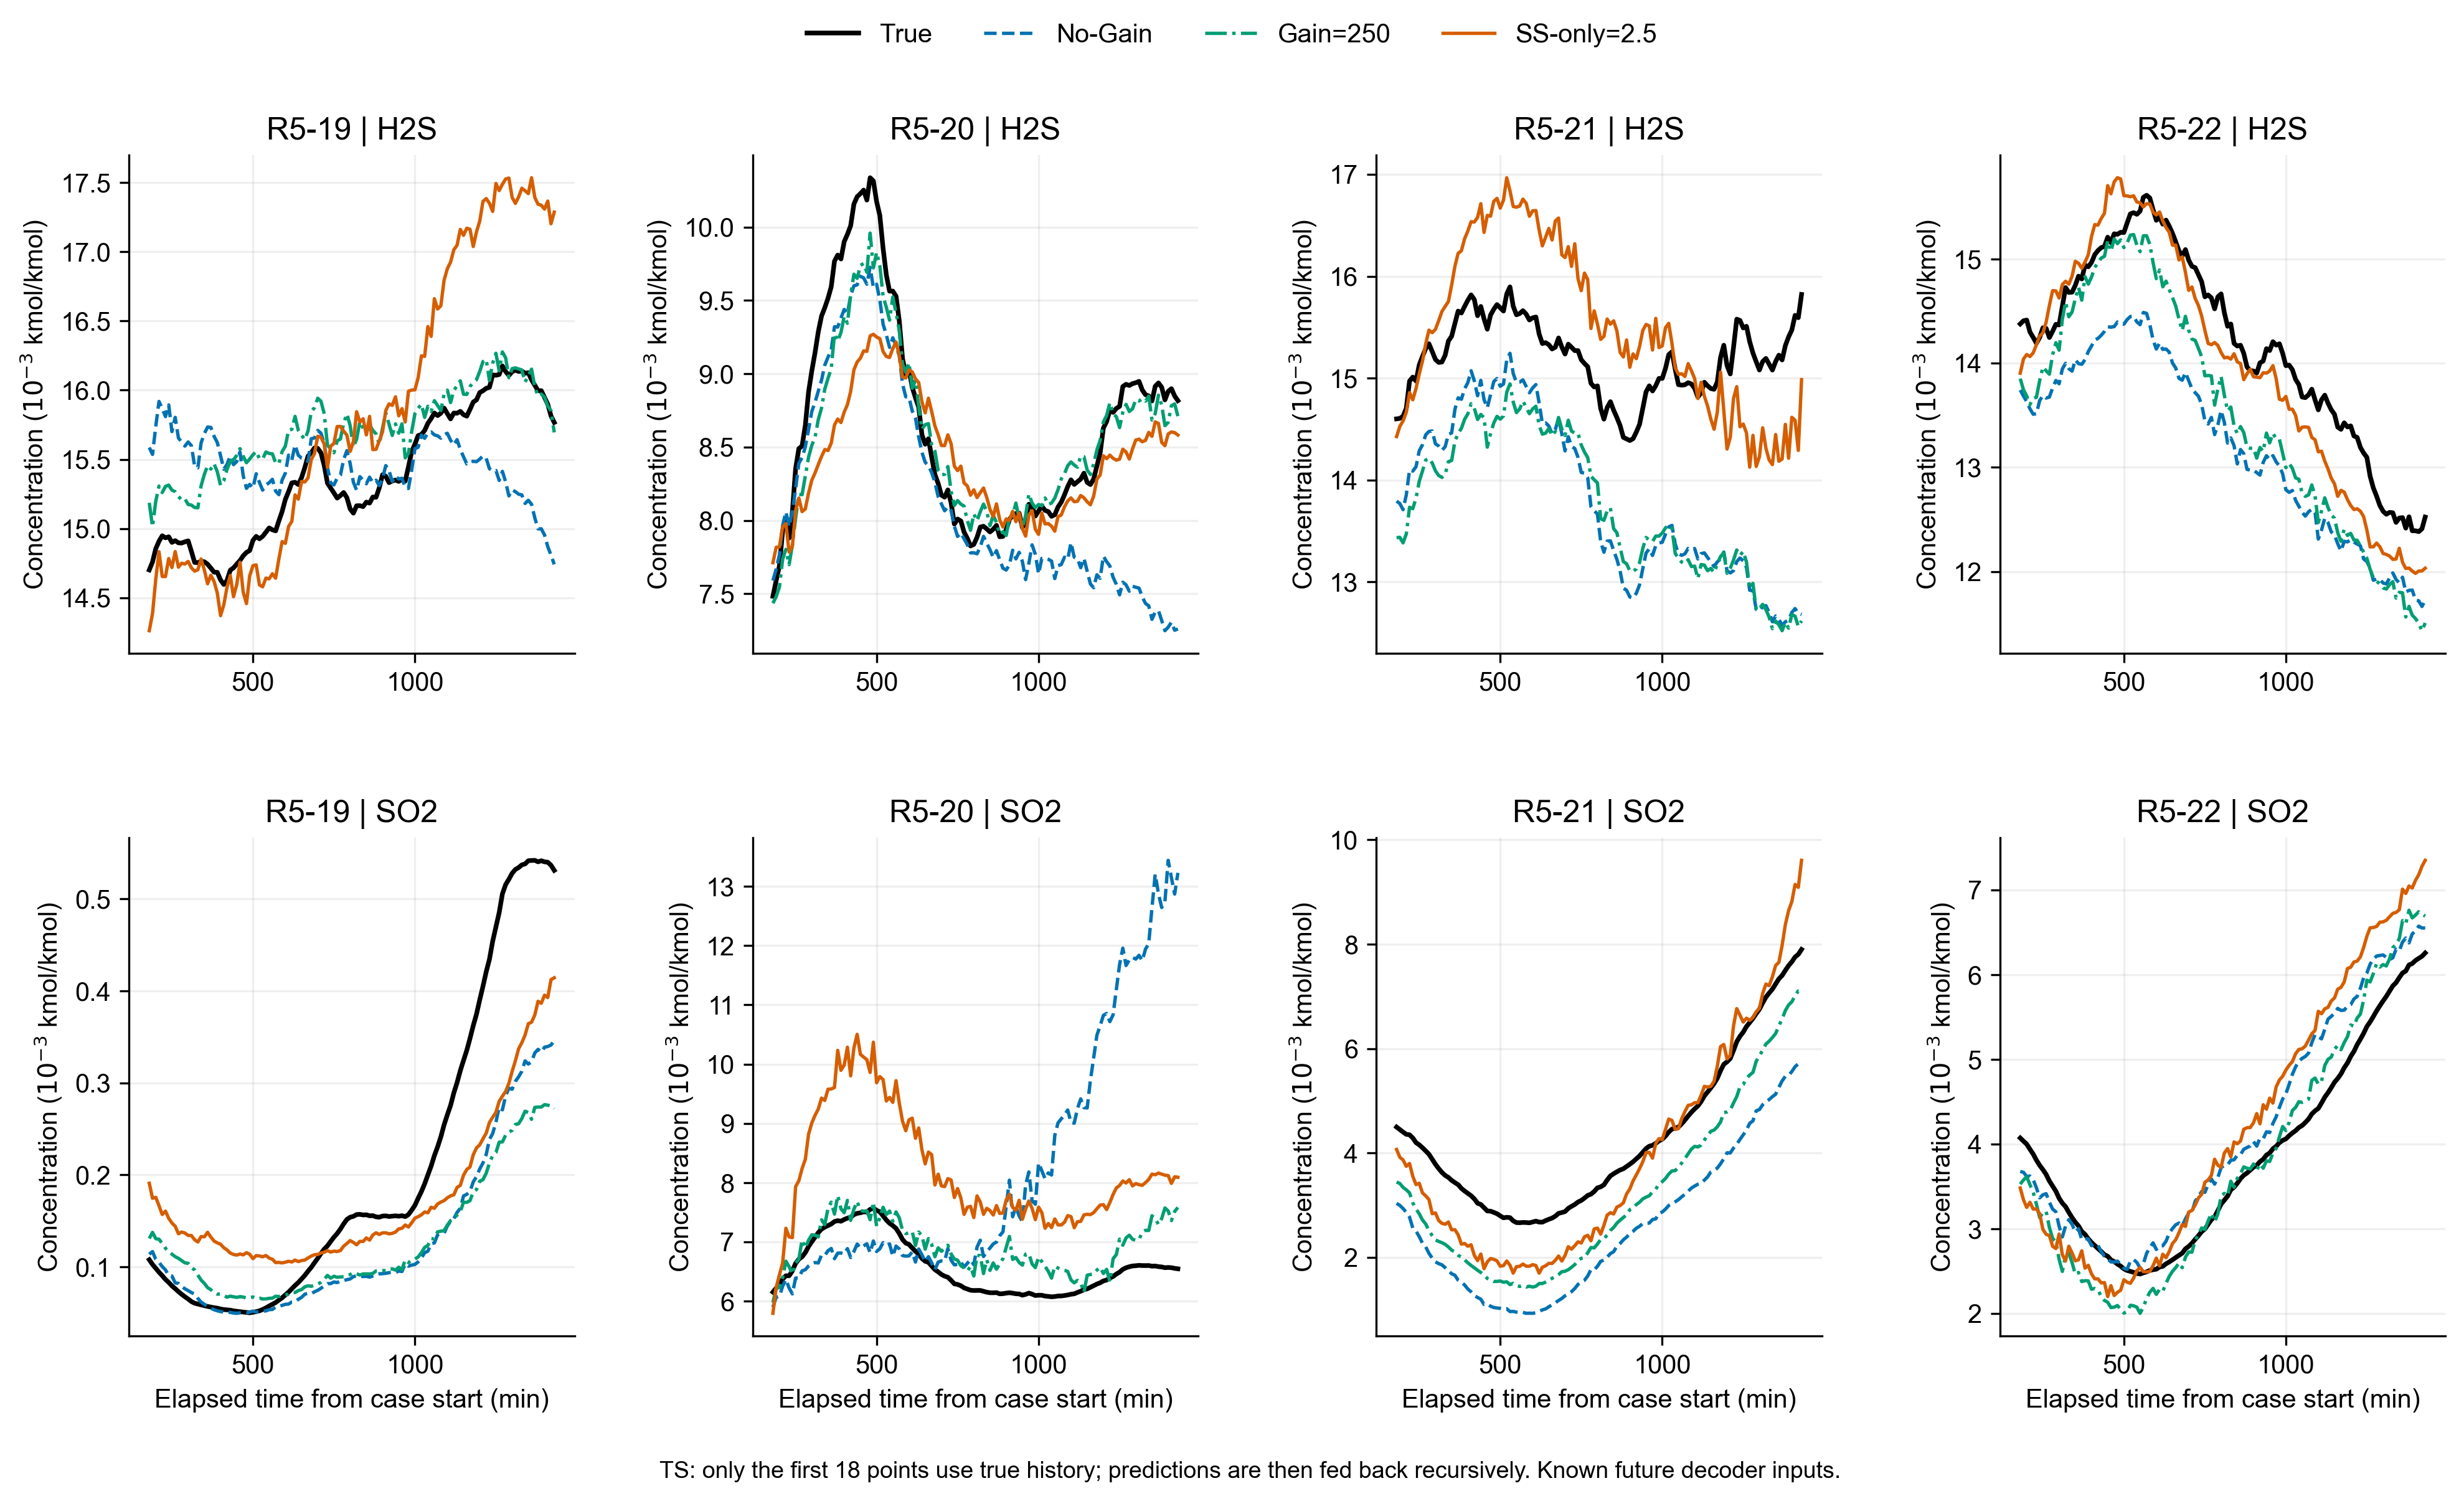 True No-Gain Gain=250 SS-only=2.5
R5-19 | H2S
R5-20 | H2S
R5-21 | H2S
R5-22 | H2S
Concentration (10⁻³ kmol/kmol)
17.5
17.0
16.5
16.0
15.5
15.0
14.5
500 1000
Concentration (10⁻³ kmol/kmol)
10.0
9.5
9.0
8.5
8.0
7.5
500 1000
Concentration (10⁻³ kmol/kmol)
17
16
15
14
13
500 1000
Concentration (10⁻³ kmol/kmol)
15
14
13
12
500 1000
R5-19 | SO2
R5-20 | SO2
R5-21 | SO2
R5-22 | SO2
Concentration (10⁻³ kmol/kmol)
0.5
0.4
0.3
0.2
0.1
500 1000
Elapsed time from case start (min)
Concentration (10⁻³ kmol/kmol)
13
12
11
10
9
8
7
6
500 1000
Elapsed time from case start (min)
Concentration (10⁻³ kmol/kmol)
10
8
6
4
2
500 1000
Elapsed time from case start (min)
Concentration (10⁻³ kmol/kmol)
7
6
5
4
3
2
500 1000
Elapsed time from case start (min)
TS: only the first 18 points use true history; predictions are then fed back recursively. Known future decoder inputs.